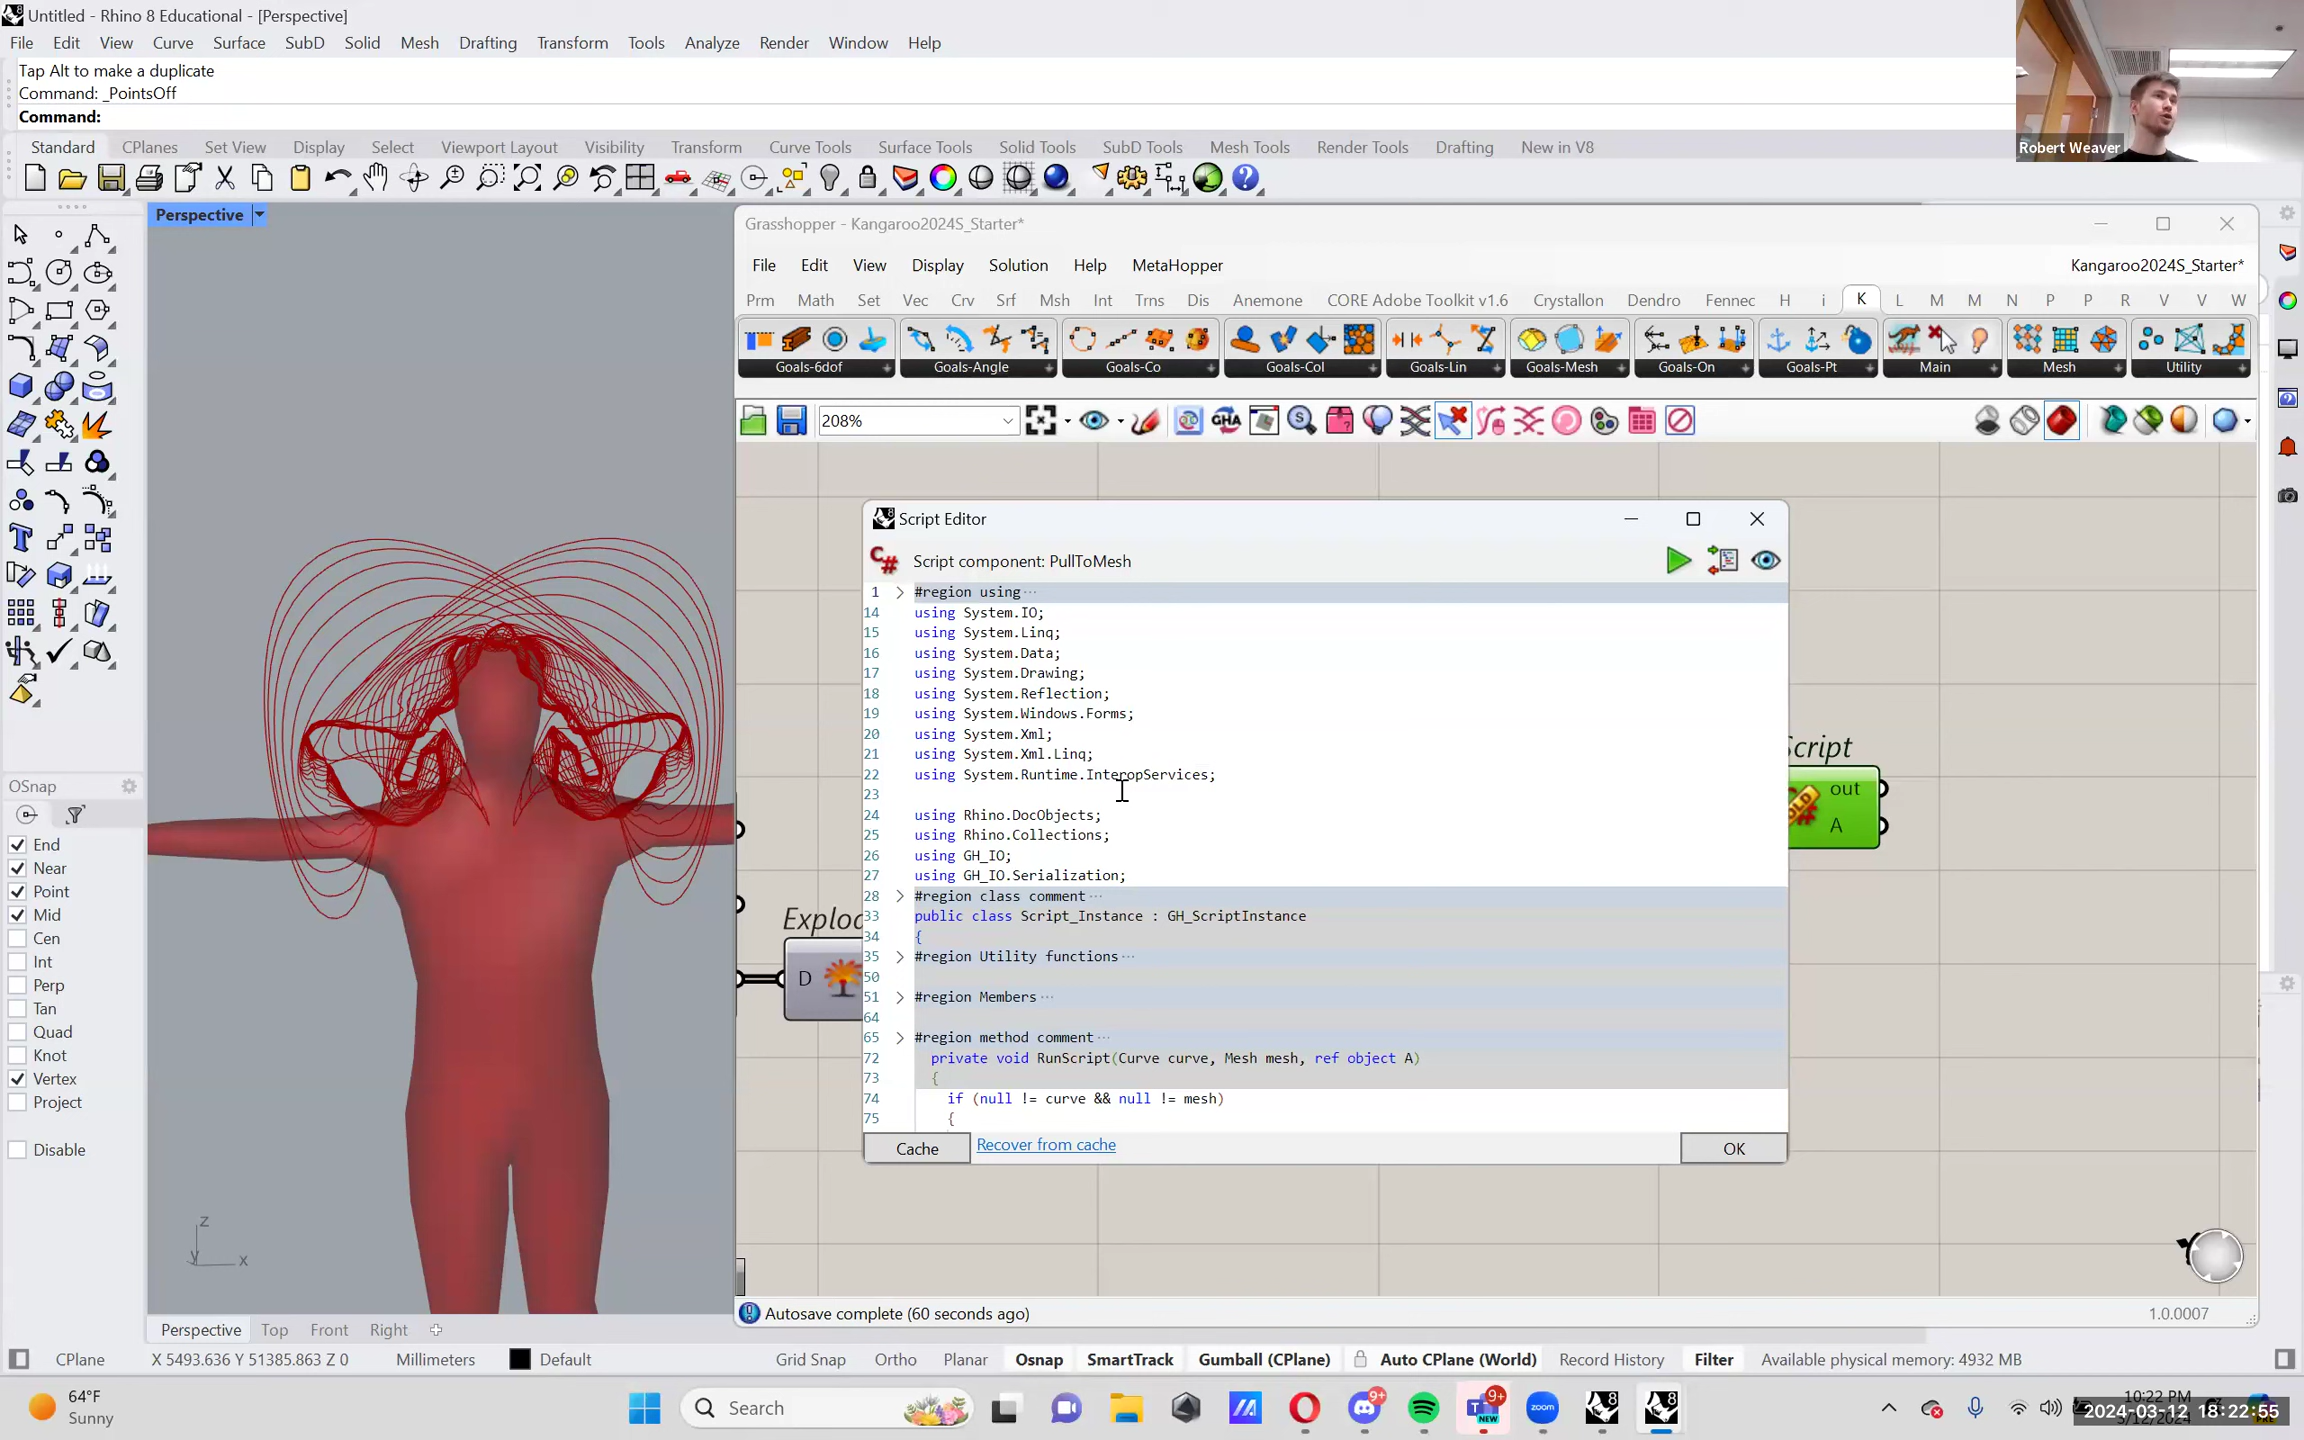 Untitled - Rhino 8 Educational - [Perspective]
File Edit View Curve Surface SubD Solid Mesh Drafting Transform Tools Analyze Render Window Help
Tap Alt to make a duplicate
Command: _PointsOff
Command:
Robert Weaver
Standard CPlanes Set View Display Select Viewport Layout Visibility Transform Curve Tools Surface Tools Solid Tools SubD Tools Mesh Tools Render Tools Drafting New in V8
Perspective
Grasshopper - Kangaroo2024S_Starter*
File Edit View Display Solution Help MetaHopper Kangaroo2024S_Starter*
Prm Math Set Vec Crv Srf Msh Int Trns Dis Anemone CORE Adobe Toolkit v1.6 Crystallon Dendro Fennec H i K L M M N P P R V V W
Goals-6dof Goals-Angle Goals-Co Goals-Col Goals-Lin Goals-Mesh Goals-On Goals-Pt Main Mesh Utility
208%
Script Editor
C# Script component: PullToMesh
1 #region using...
14 using System.IO;
15 using System.Linq;
16 using System.Data;
17 using System.Drawing;
18 using System.Reflection;
19 using System.Windows.Forms;
20 using System.Xml;
21 using System.Xml.Linq;
22 using System.Runtime.InteropServices;
23
24 using Rhino.DocObjects;
25 using Rhino.Collections;
26 using GH_IO;
27 using GH_IO.Serialization;
28 #region class comment...
33 public class Script_Instance : GH_ScriptInstance
34 {
35 #region Utility functions...
50
51 #region Members...
64
65 #region method comment...
72 private void RunScript(Curve curve, Mesh mesh, ref object A)
73 {
74 if (null != curve && null != mesh)
75 {
Cache Recover from cache OK
Script
out
A
Explo
D
OSnap
End
Near
Point
Mid
Cen
Int
Perp
Tan
Quad
Knot
Vertex
Project
Disable
z
y x
Autosave complete (60 seconds ago) 1.0.0007
Perspective Top Front Right
CPlane X 5493.636 Y 51385.863 Z 0 Millimeters Default Grid Snap Ortho Planar Osnap SmartTrack Gumball (CPlane) Auto CPlane (World) Record History Filter Available physical memory: 4932 MB
64°F
Sunny
Search
9+
9+
NEW
zoom
10:22 PM
2024-03-12 18:22:55